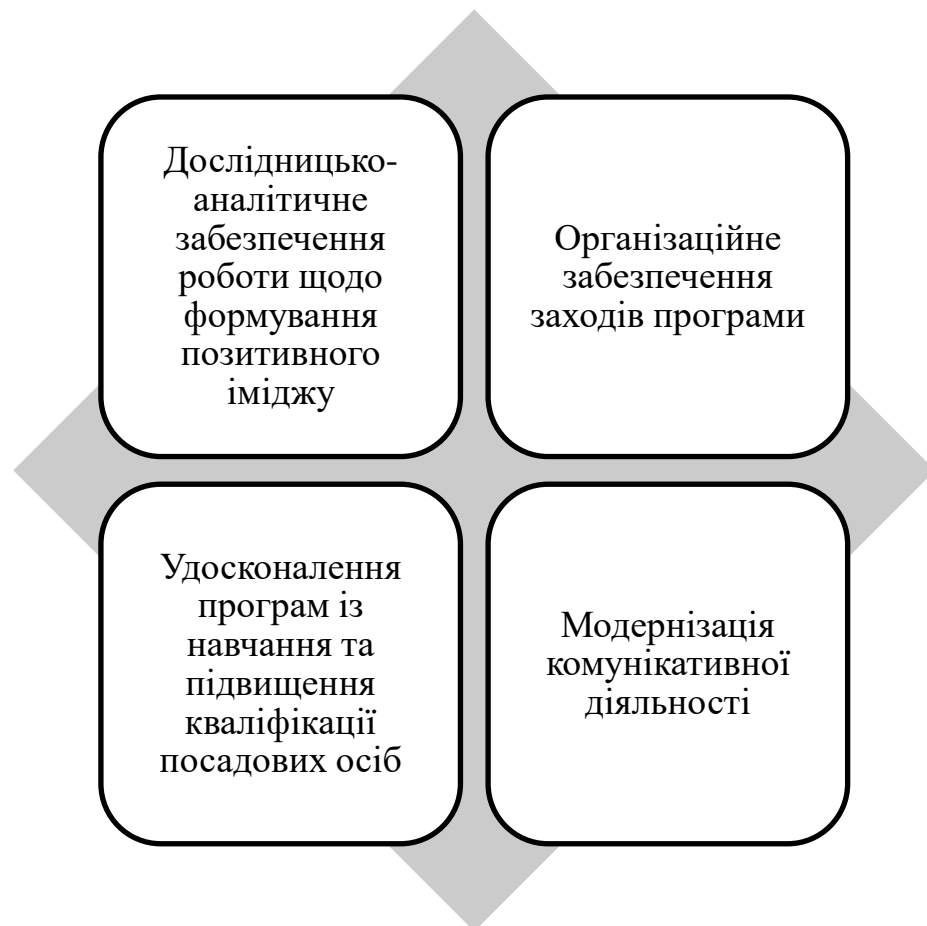 Дослідницько-
аналітичне
забезпечення
роботи щодо
формування
позитивного
іміджу
Організаційне
забезпечення
заходів програми
Удосконалення
програм із
навчання та
підвищення
кваліфікації
посадових осіб
Модернізація
комунікативної
діяльності